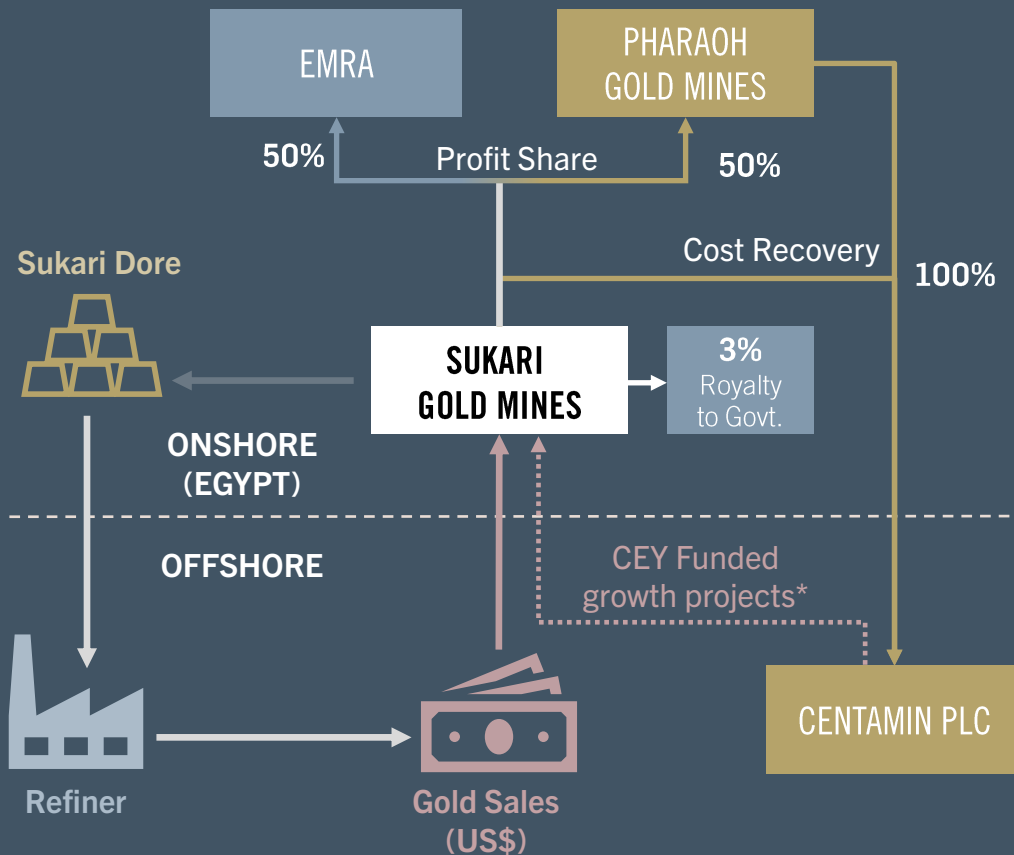 EMRA
PHARAOH
GOLD MINES
50%
Profit Share
50%
Cost Recovery
100%
Sukari Dore
SUKARI
GOLD MINES
3%
Royalty
to Govt.
ONSHORE
(EGYPT)
OFFSHORE
CEY Funded
growth projects*
CENTAMIN PLC
Refiner
Gold Sales
(US$)